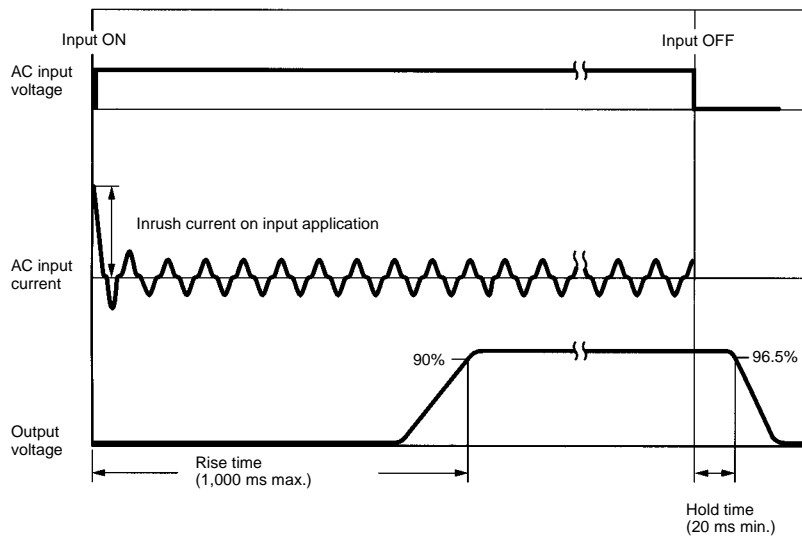 Input ON
Input OFF
AC input
voltage
Inrush current on input application
AC input
current
90%
96.5%
Output
voltage
Rise time
(1,000 ms max.)
Hold time
(20 ms min.)